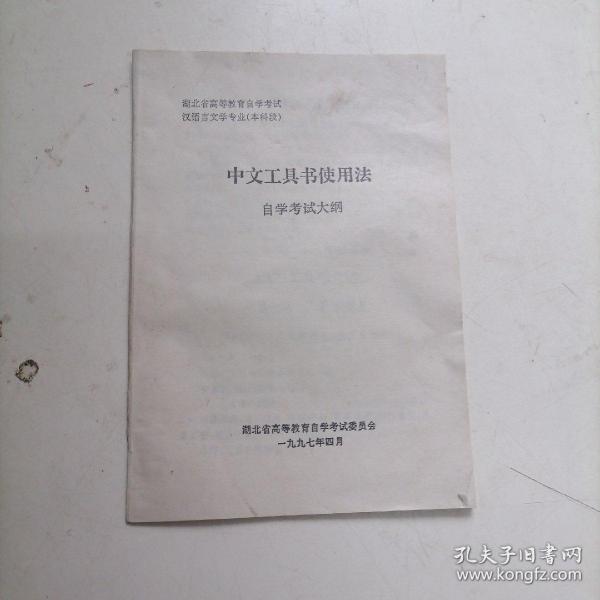 湖北省高等教育自学考试
汉语言文学专业(本科段)
中文工具书使用法
自学考试大纲
湖北省高等教育自学考试委员会
一九九七年四月
孔夫子旧书网
www.kongfz.com